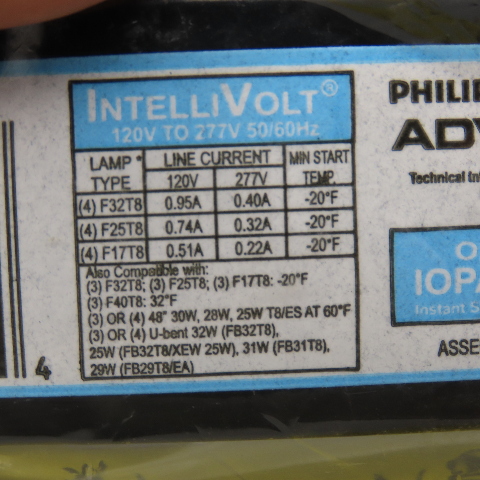 INTELLIVOLT®
120V TO 277V 50/60Hz
LAMP * TYPE LINE CURRENT MIN START TEMP.
120V 277V
(4) F32T8 0.95A 0.40A -20°F
(4) F25T8 0.74A 0.32A -20°F
(4) F17T8 0.51A 0.22A -20°F
Also Compatible with:
(3) F32T8; (3) F25T8; (3) F17T8: -20°F
(3) F40T8: 32°F
(3) OR (4) 48" 30W, 28W, 25W T8/ES AT 60°F
(3) OR (4) U-bent 32W (FB32T8),
25W (FB32T8/XEW 25W), 31W (FB31T8),
29W (FB29T8/EA)
4
PHILI
ADV
Technical
IOPA
Instant S
ASSE